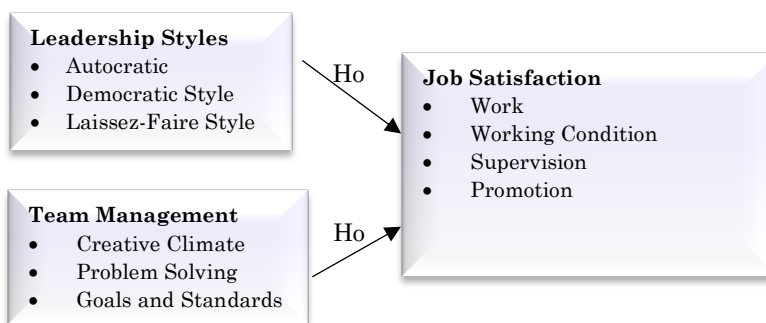 Leadership Styles
• Autocratic
• Democratic Style
• Laissez-Faire Style
Ho
Job Satisfaction
• Work
• Working Condition
• Supervision
• Promotion
Team Management
• Creative Climate
• Problem Solving
• Goals and Standards
Ho